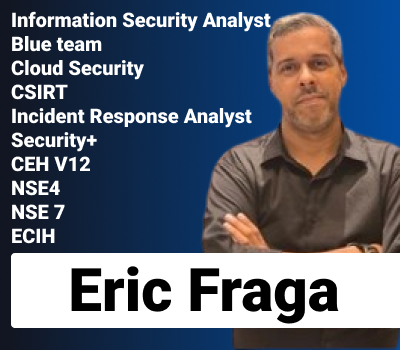 Information Security Analyst
Blue team
Cloud Security
CSIRT
Incident Response Analyst
Security+
CEH V12
NSE4
NSE 7
ECIH
Eric Fraga